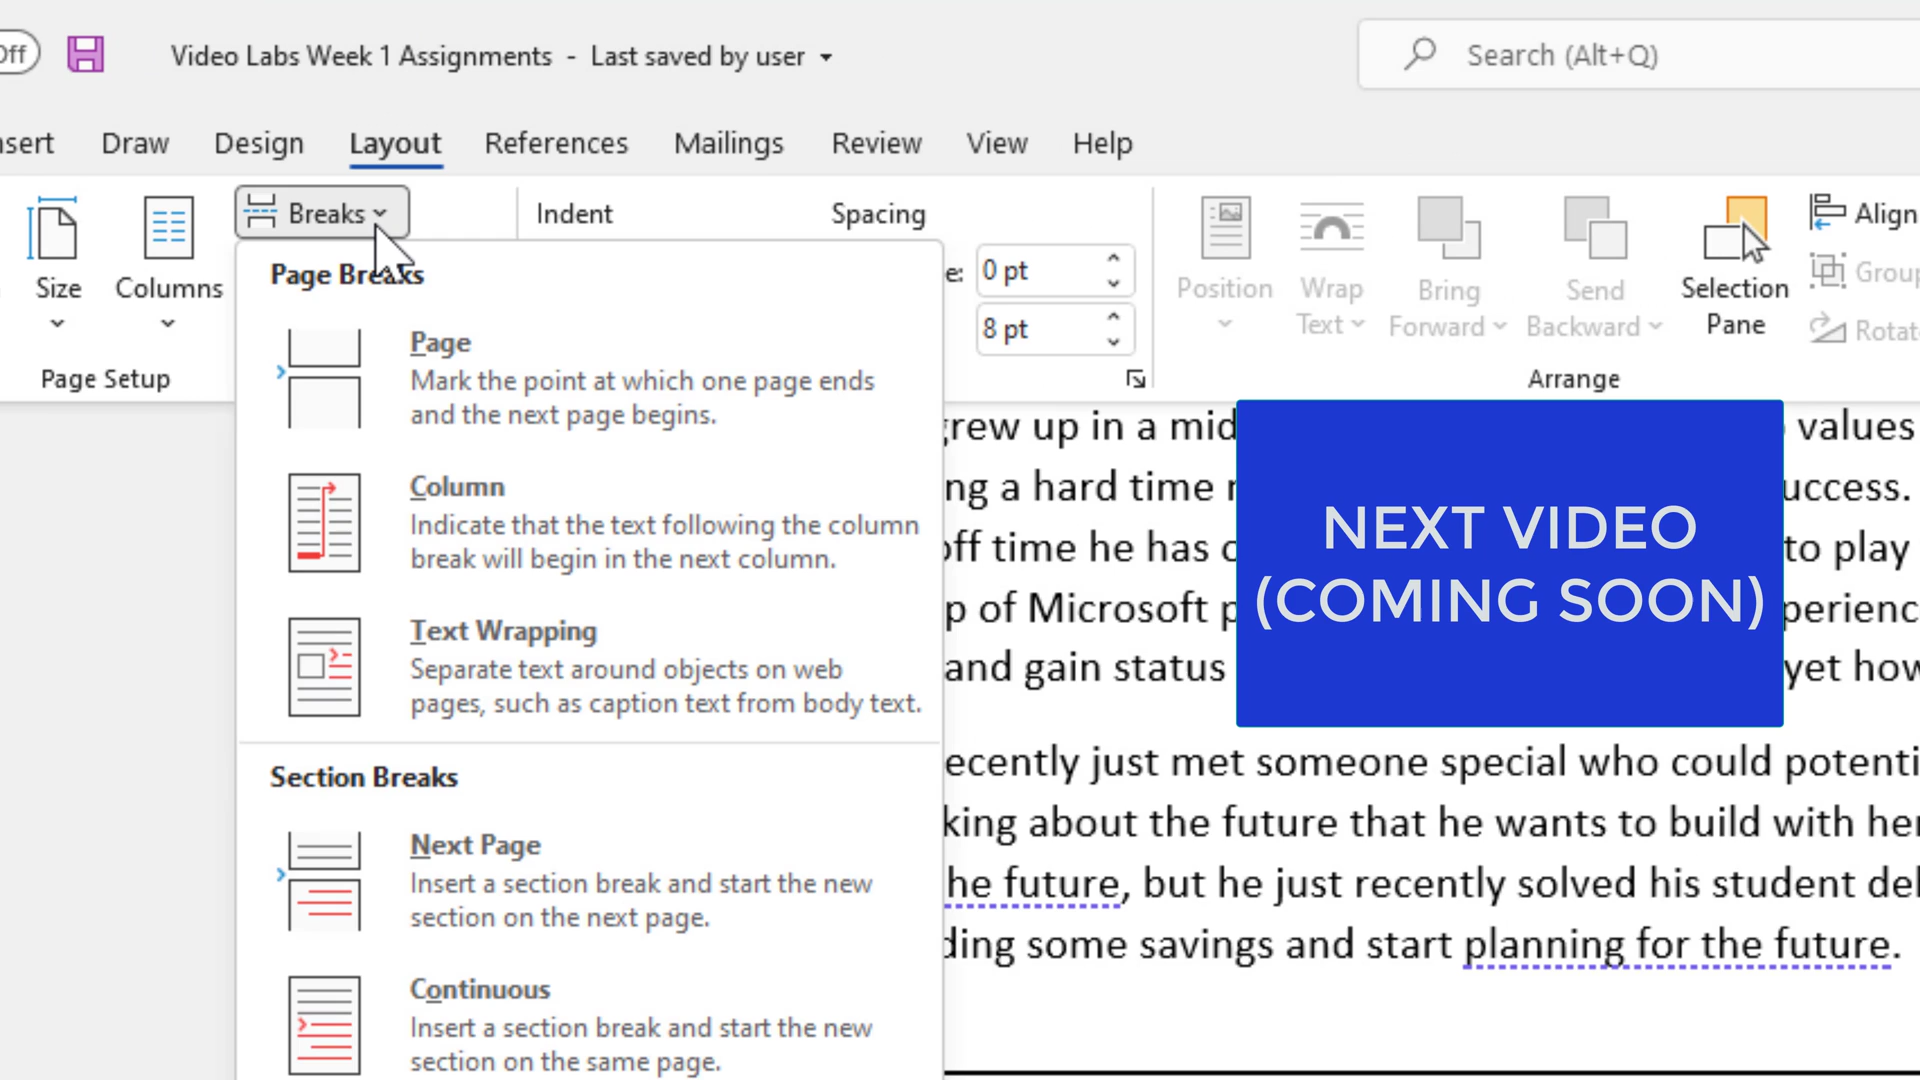 Off Video Labs Week 1 Assignments - Last saved by user Search (Alt+Q)
nsert Draw Design Layout References Mailings Review View Help
Breaks Indent Spacing Align
Size Columns e: 0 pt Position Wrap Text Bring Forward Send Backward Selection Pane Group
8 pt Rotate
Page Setup Arrange
Page Breaks
Page
Mark the point at which one page ends
and the next page begins.
Column
Indicate that the text following the column
break will begin in the next column.
Text Wrapping
Separate text around objects on web
pages, such as caption text from body text.
Section Breaks
Next Page
Insert a section break and start the new
section on the next page.
Continuous
Insert a section break and start the new
section on the same page.
grew up in a mid values
ng a hard time uccess.
off time he has to play
p of Microsoft p perienc
and gain status yet how
NEXT VIDEO
(COMING SOON)
ecently just met someone special who could potenti
king about the future that he wants to build with her
he future, but he just recently solved his student de
ding some savings and start planning for the future.